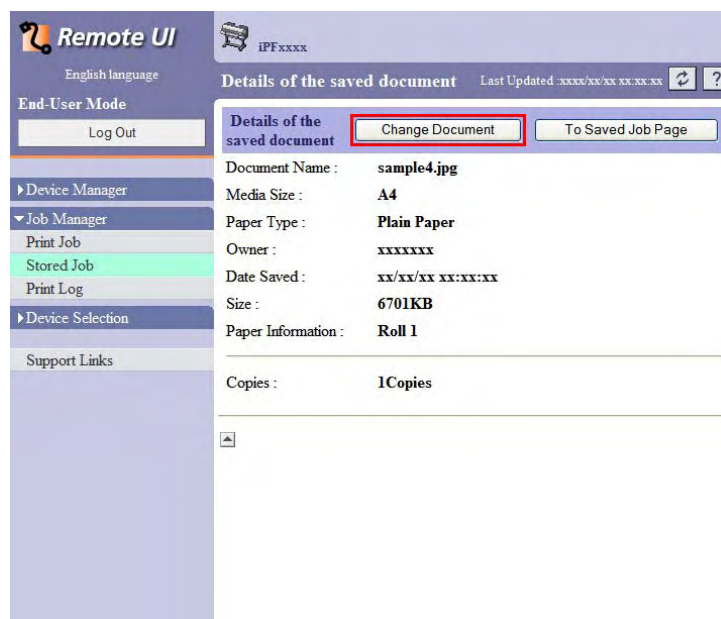 Remote UI
English language
End-User Mode
Log Out
Device Manager
Job Manager
Print Job
Stored Job
Print Log
Device Selection
Support Links
iPFxxxx
Details of the saved document Last Updated :xxxx/xx/xx xx:xx:xx ?
Details of the
saved document Change Document To Saved Job Page
Document Name : sample4.jpg
Media Size : A4
Paper Type : Plain Paper
Owner : xxxxxxx
Date Saved : xx/xx/xx xx:xx:xx
Size : 6701KB
Paper Information : Roll 1
Copies : 1Copies